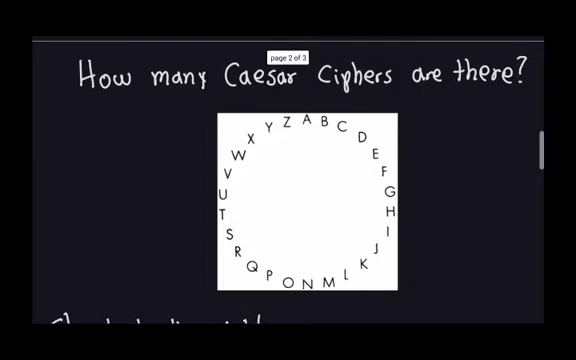 page 2 of 3
How many Caesar Ciphers are there?
A B C D E F G H I J K L M N O P Q R S T U V W X Y Z